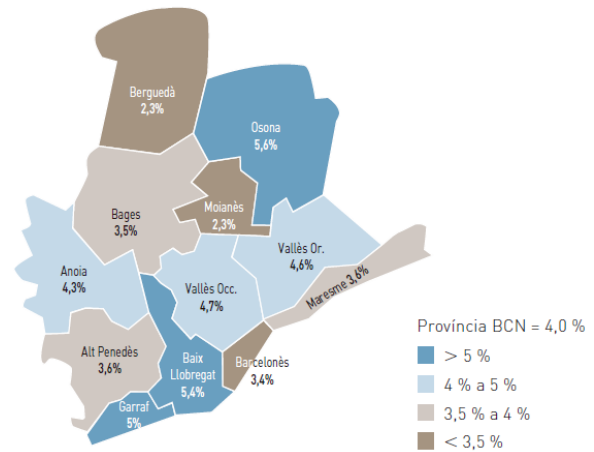 Berguedà
2,3%
Osona
5,6%
Moianès
2,3%
Bages
3,5%
Vallès Or.
4,6%
Anoia
4,3%
Vallès Occ.
4,7%
Maresme 3,6%
Alt Penedès
3,6%
Baix
Llobregat
5,4%
Barcelonès
3,4%
Garraf
5%
Província BCN = 4,0 %
> 5 %
4 % a 5 %
3,5 % a 4 %
< 3,5 %